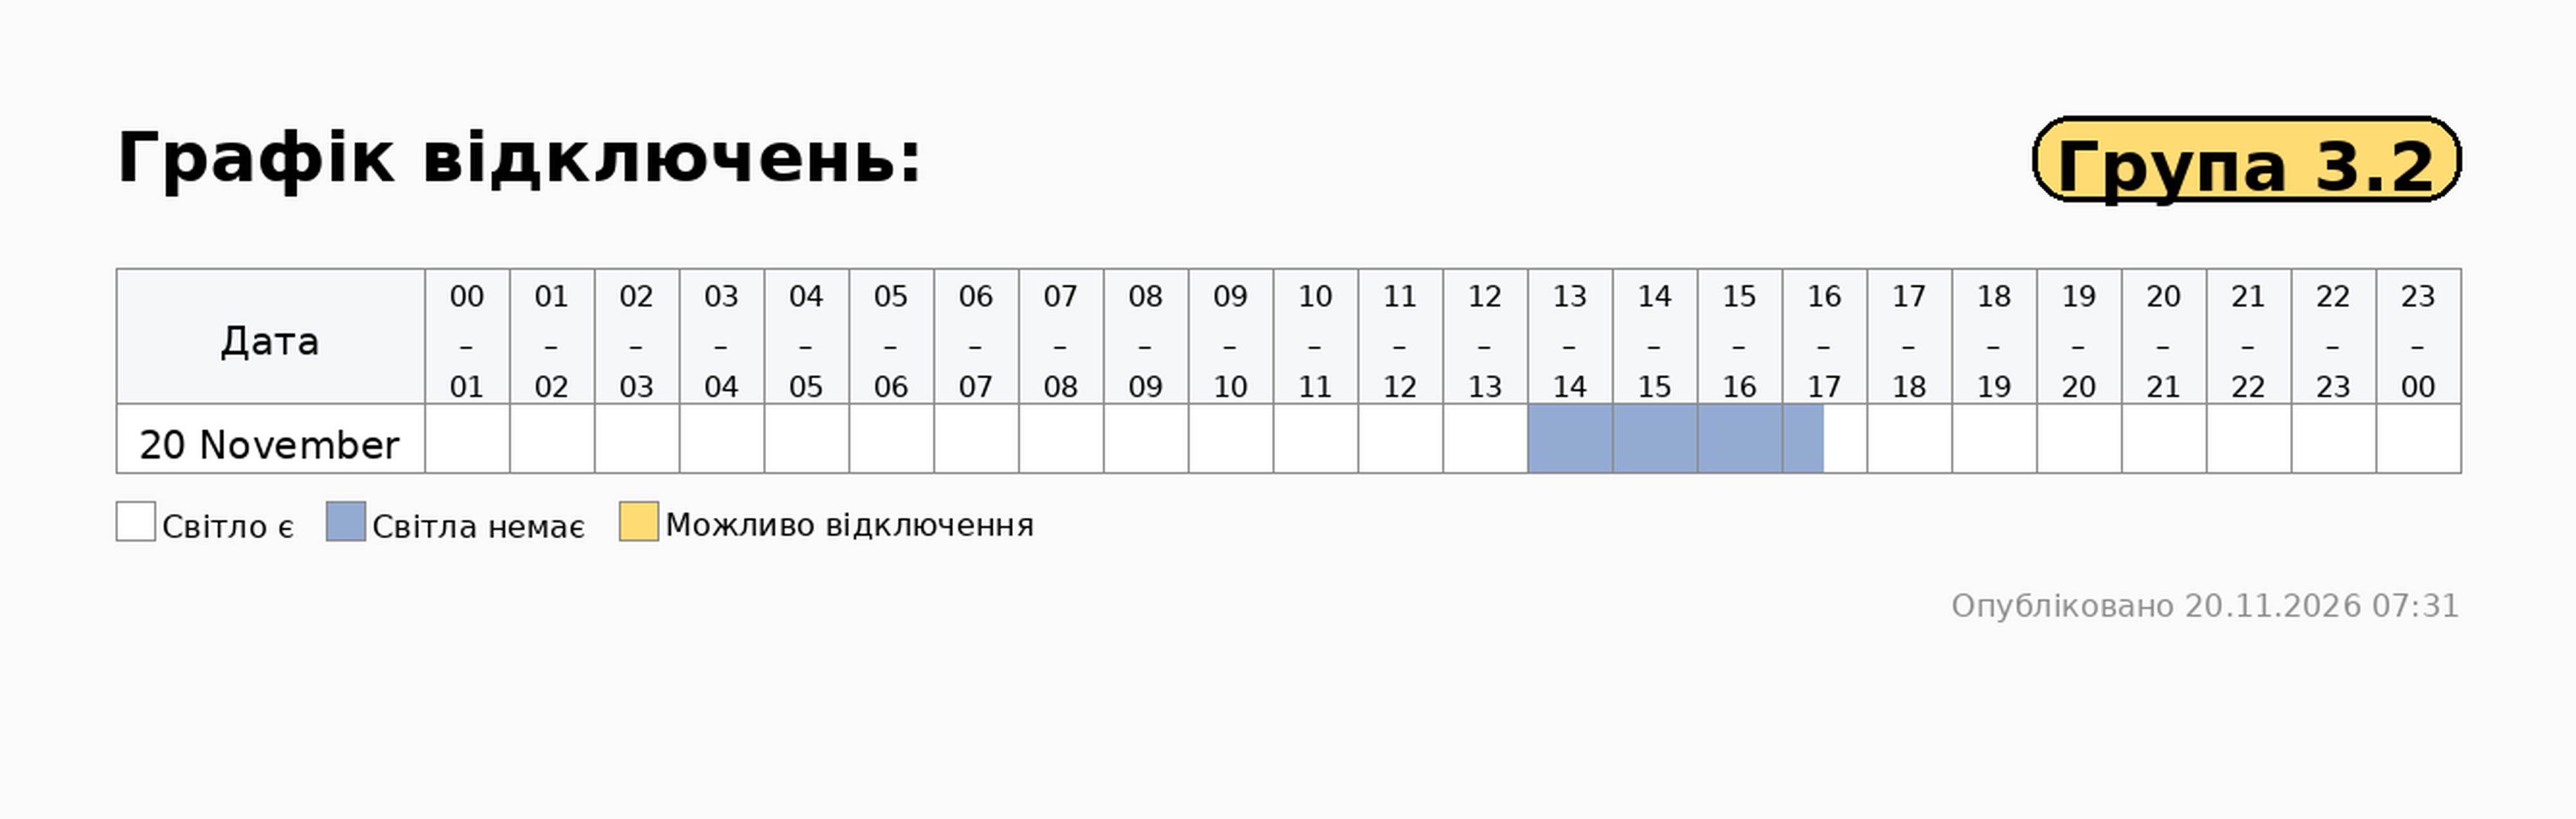 Графік відключень:
Група 3.2
Дата 00 – 01 01 – 02 02 – 03 03 – 04 04 – 05 05 – 06 06 – 07 07 – 08 08 – 09 09 – 10 10 – 11 11 – 12 12 – 13 13 – 14 14 – 15 15 – 16 16 – 17 17 – 18 18 – 19 19 – 20 20 – 21 21 – 22 22 – 23 23 – 00
20 November
Світло є Світла немає Можливо відключення
Опубліковано 20.11.2026 07:31